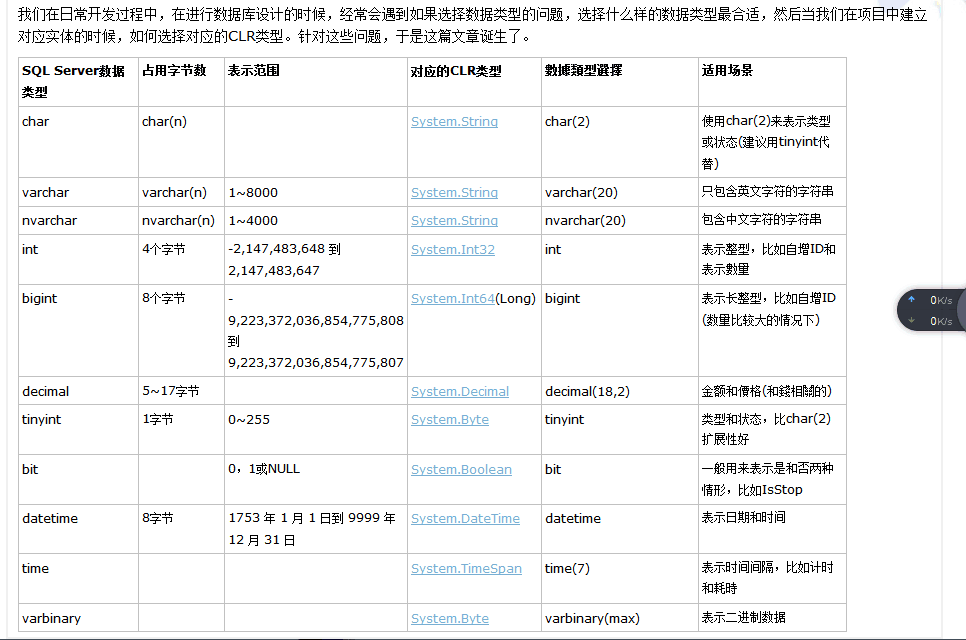 我们在日常开发过程中，在进行数据库设计的时候，经常会遇到如果选择数据类型的问题，选择什么样的数据类型最合适，然后当我们在项目中建立
对应实体的时候，如何选择对应的CLR类型。针对这些问题，于是这篇文章诞生了。
SQL Server数据 占用字节数 表示范围 对应的CLR类型 數據類型選擇 适用场景
类型
char char(n) System.String char(2) 使用char(2)来表示类型
或状态(建议用tinyint代
替)
varchar varchar(n) 1~8000 System.String varchar(20) 只包含英文字符的字符串
nvarchar nvarchar(n) 1~4000 System.String nvarchar(20) 包含中文字符的字符串
int 4个字节 -2,147,483,648 到 System.Int32 int 表示整型，比如自增ID和
2,147,483,647 表示數量
bigint 8个字节 - System.Int64(Long) bigint 表示长整型，比如自增ID
9,223,372,036,854,775,808 (数量比较大的情况下)
到
9,223,372,036,854,775,807
decimal 5~17字节 System.Decimal decimal(18,2) 金额和價格(和錢相關的)
tinyint 1字节 0~255 System.Byte tinyint 类型和状态，比char(2)
扩展性好
bit 0，1或NULL System.Boolean bit 一般用来表示是和否两种
情形，比如IsStop
datetime 8字节 1753 年 1 月 1 日到 9999 年 System.DateTime datetime 表示日期和时间
12 月 31 日
time System.TimeSpan time(7) 表示时间间隔，比如计时
和耗時
varbinary System.Byte varbinary(max) 表示二进制数据
0K/s
0K/s